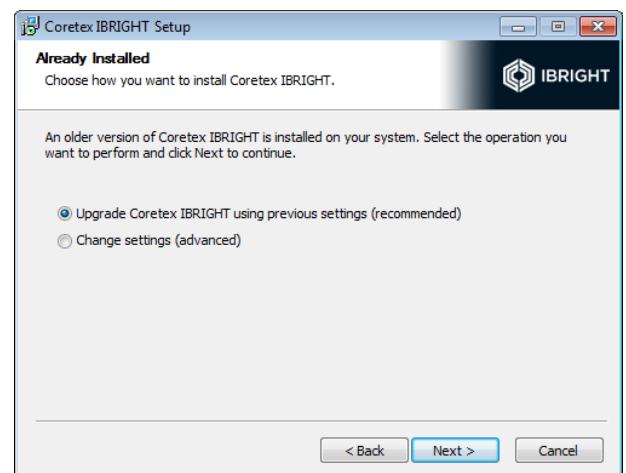 Coretex IBRIGHT Setup
Already Installed
Choose how you want to install Coretex IBRIGHT.
IBRIGHT
An older version of Coretex IBRIGHT is installed on your system. Select the operation you
want to perform and click Next to continue.
Upgrade Coretex IBRIGHT using previous settings (recommended)
Change settings (advanced)
< Back
Next >
Cancel